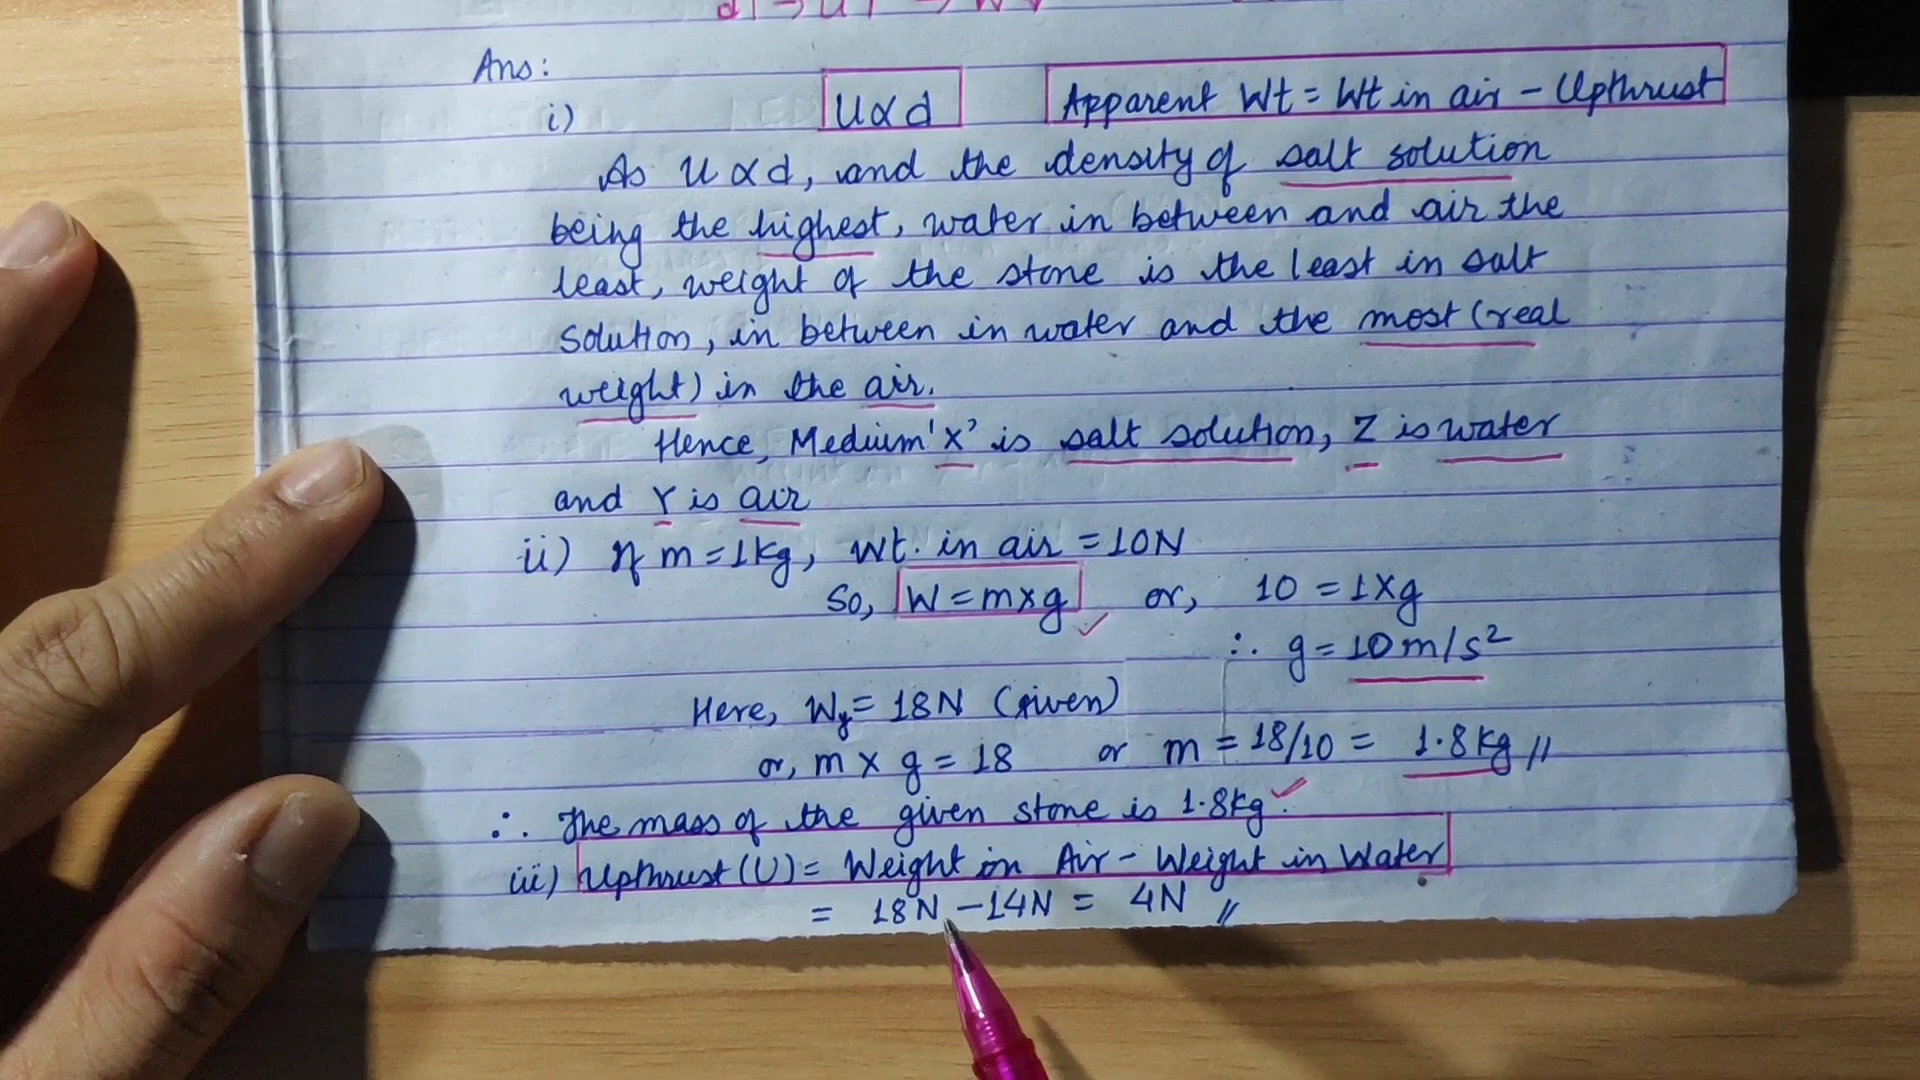 Ans:
i) U∝d Apparent Wt = Wt in air - Upthrust
As U∝d, and the density of salt solution
being the highest, water in between and air the
least, weight of the stone is the least in salt
solution, in between in water and the most (real
weight) in the air.
Hence, Medium 'X' is salt solution, Z is water
and Y is air
ii) If m = 1kg, Wt. in air = 10N
So, W = m×g or, 10 = 1×g
∴ g = 10 m/s²
Here, Wy = 18N (Given)
or, m × g = 18 or m = 18/10 = 1.8 kg //
∴ The mass of the given stone is 1.8kg.
iii) Upthrust (U) = Weight in Air - Weight in Water
= 18N - 14N = 4N //